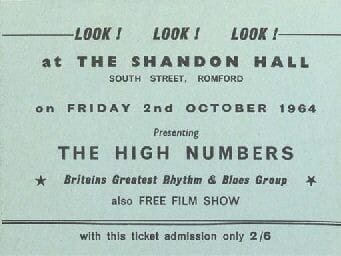 LOOK! LOOK! LOOK!
at THE SHANDON HALL
SOUTH STREET, ROMFORD
on FRIDAY 2nd OCTOBER 1964
Presenting
THE HIGH NUMBERS
★ Britains Greatest Rhythm & Blues Group ★
also FREE FILM SHOW
with this ticket admission only 2/6